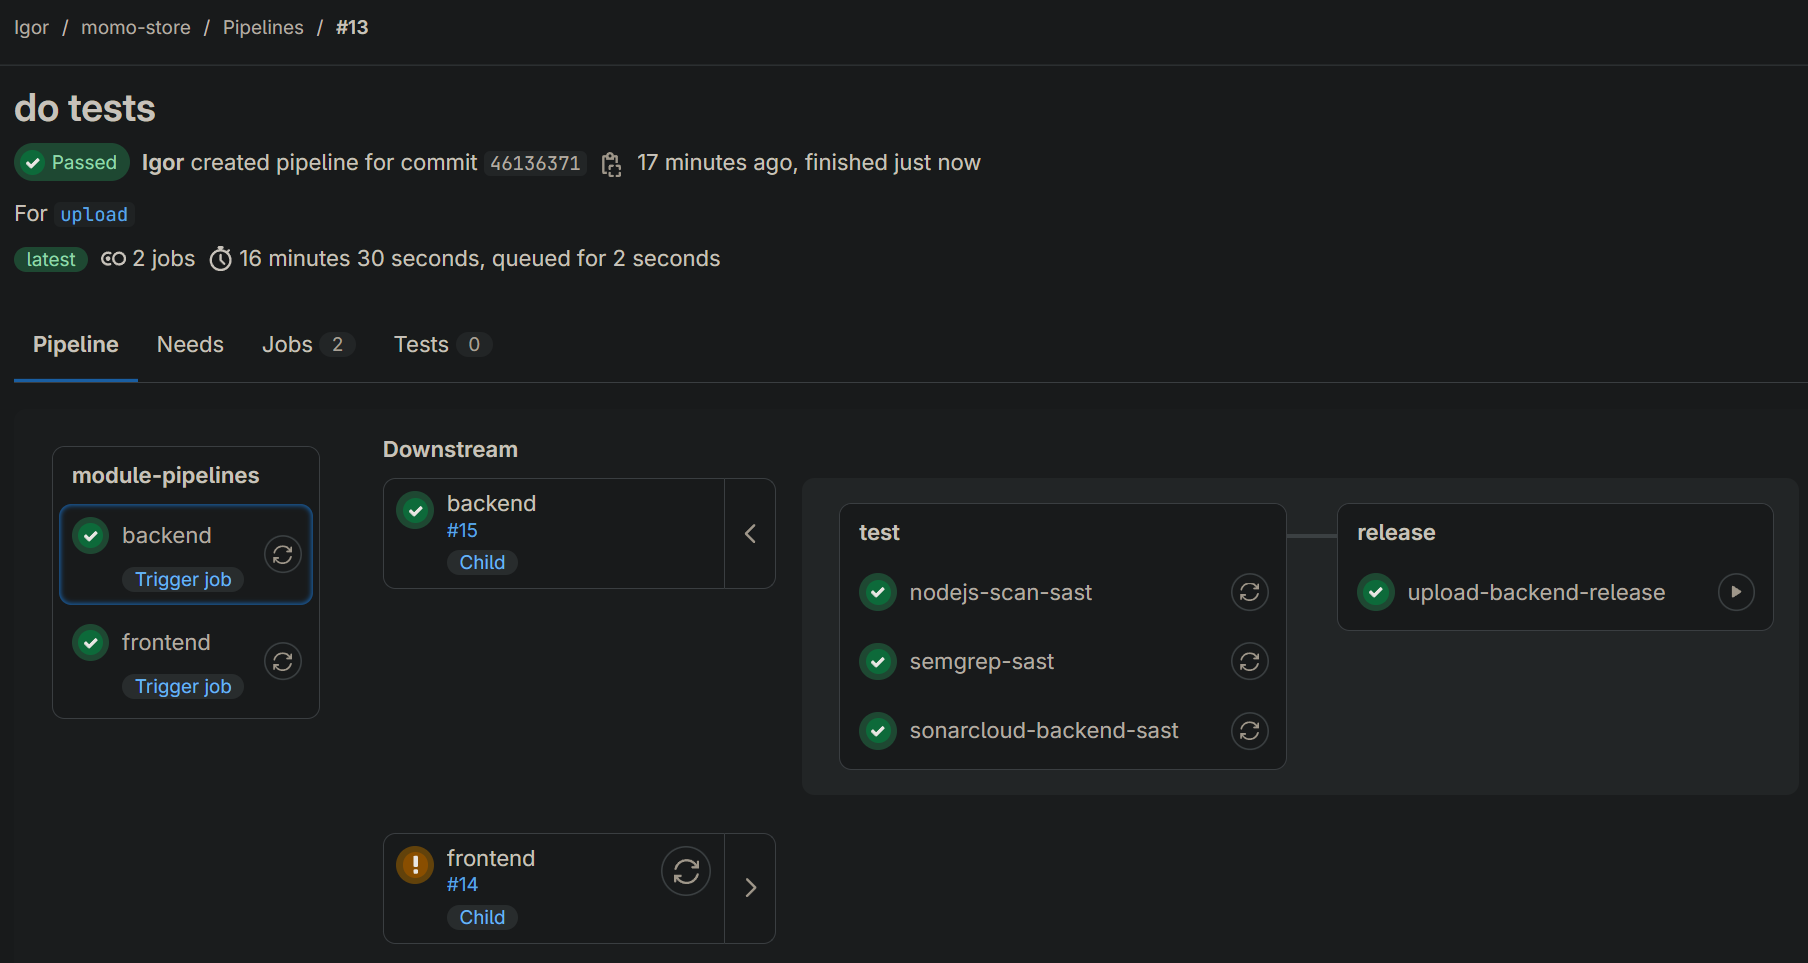 Igor / momo-store / Pipelines / #13
do tests
Passed Igor created pipeline for commit 46136371 17 minutes ago, finished just now
For upload
latest 2 jobs 16 minutes 30 seconds, queued for 2 seconds
Pipeline Needs Jobs 2 Tests 0
module-pipelines
backend
Trigger job
frontend
Trigger job
Downstream
backend
#15
Child
test
nodejs-scan-sast
semgrep-sast
sonarcloud-backend-sast
release
upload-backend-release
frontend
#14
Child